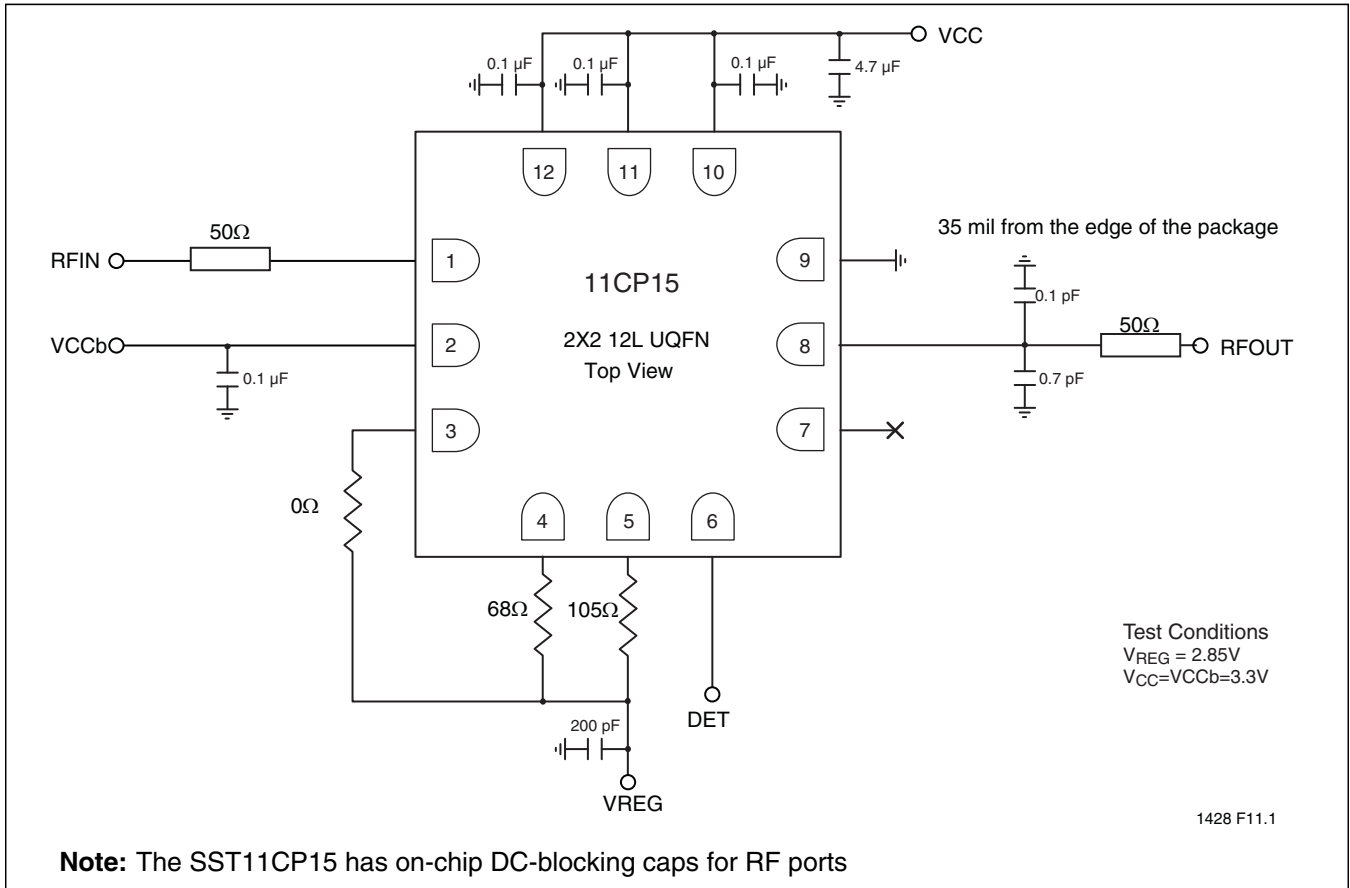 VCC
0.1 µF
0.1 µF
0.1 µF
4.7 µF
12
11
10
50Ω
RFIN
1
9
35 mil from the edge of the package
11CP15
0.1 pF
50Ω
VCCb
2
2X2 12L UQFN
Top View
8
RFOUT
0.1 µF
0.7 pF
3
7
0Ω
4
5
6
68Ω
105Ω
Test Conditions
VREG = 2.85V
VCC=VCCb=3.3V
DET
200 pF
VREG
1428 F11.1
Note: The SST11CP15 has on-chip DC-blocking caps for RF ports